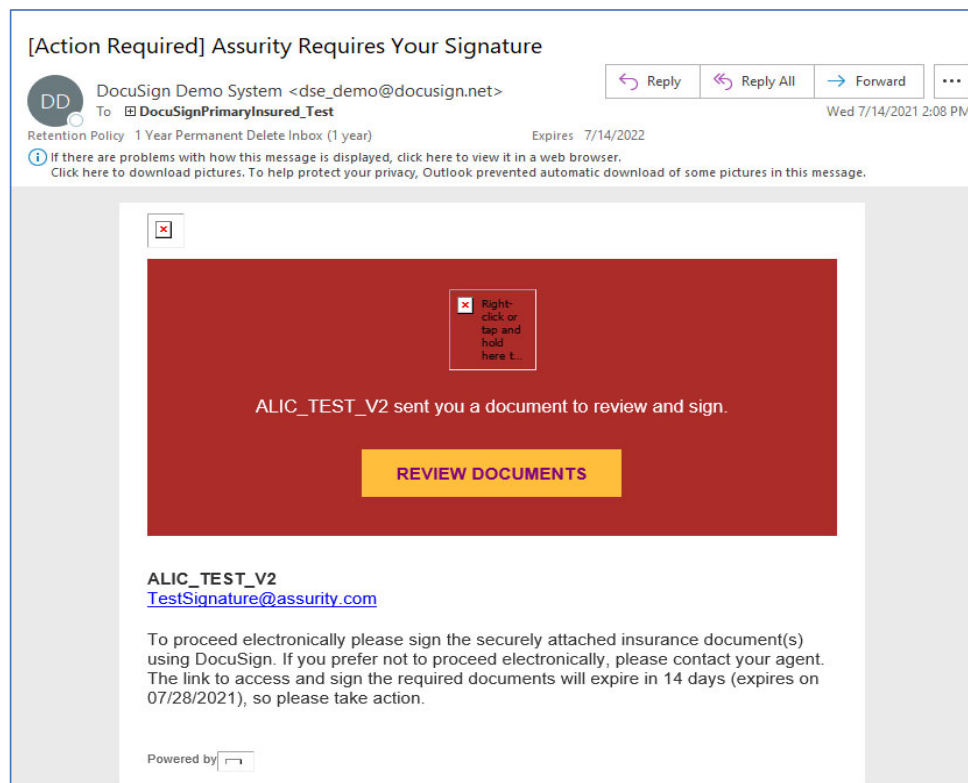 [Action Required] Assurity Requires Your Signature
DD
DocuSign Demo System <dse_demo@docusign.net>
To DocuSignPrimaryInsured_Test
Reply
Reply All
Forward
Wed 7/14/2021 2:08 PM
Retention Policy 1 Year Permanent Delete Inbox (1 year)
Expires 7/14/2022
If there are problems with how this message is displayed, click here to view it in a web browser.
Click here to download pictures. To help protect your privacy, Outlook prevented automatic download of some pictures in this message.
Right-
click or
tap and
hold
here t...
ALIC_TEST_V2 sent you a document to review and sign.
REVIEW DOCUMENTS
ALIC_TEST_V2
TestSignature@assurity.com
To proceed electronically please sign the securely attached insurance document(s)
using DocuSign. If you prefer not to proceed electronically, please contact your agent.
The link to access and sign the required documents will expire in 14 days (expires on
07/28/2021), so please take action.
Powered by